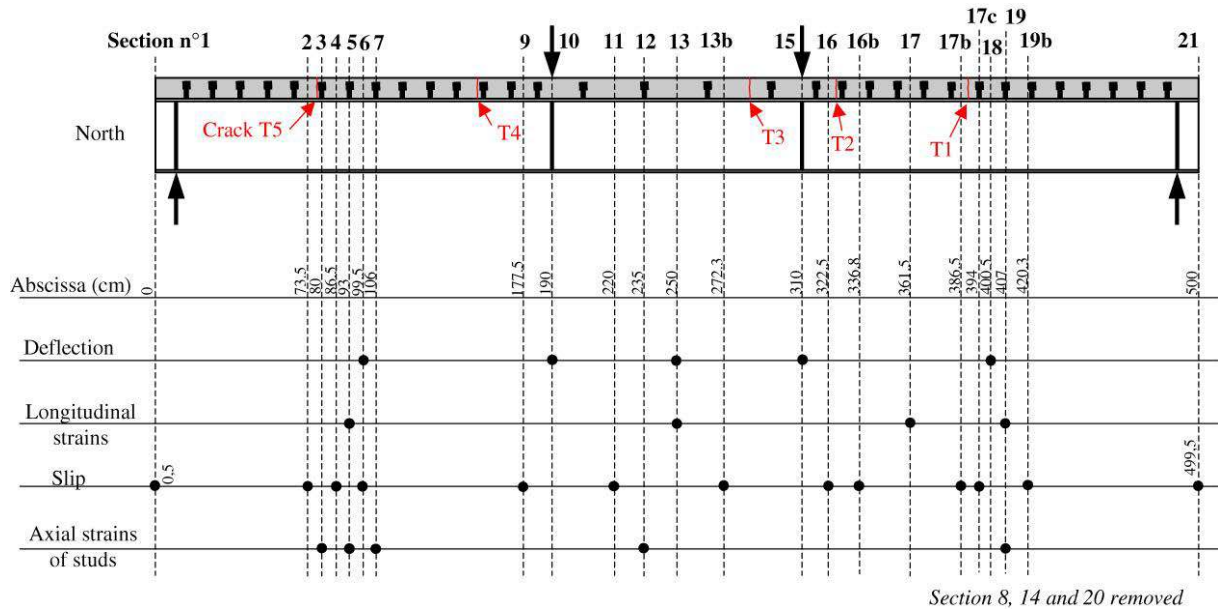 Section n°1 2 3 4 5 6 7 9 10 11 12 13 13b 15 16 16b 17 17b 17c 18 19 19b 21
North
Crack T5
T4
T3
T2
T1
Abscissa (cm) 0 73,5 80 86,5 93 99,5 106 177,5 190 220 235 250 272,3 310 322,5 336,8 361,5 386,5 394 400,5 407 420,3 500
Deflection
Longitudinal
strains
Slip 0,5 499,5
Axial strains
of studs
Section 8, 14 and 20 removed